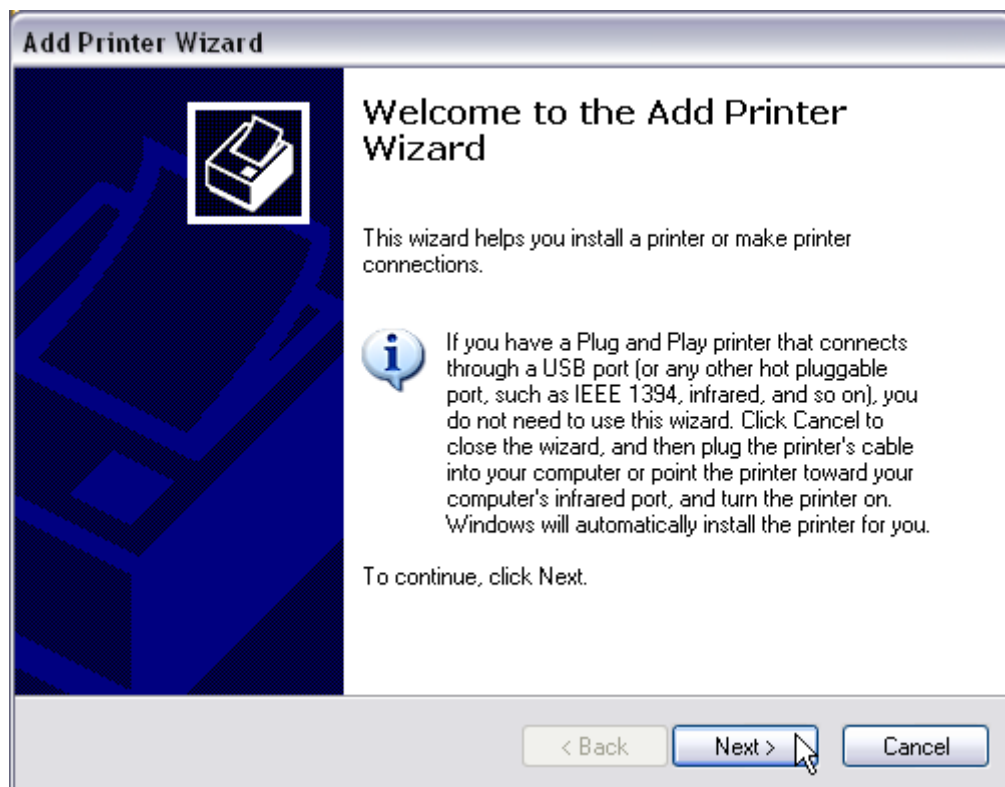 Add Printer Wizard
Welcome to the Add Printer
Wizard
This wizard helps you install a printer or make printer
connections.
If you have a Plug and Play printer that connects
through a USB port (or any other hot pluggable
port, such as IEEE 1394, infrared, and so on), you
do not need to use this wizard. Click Cancel to
close the wizard, and then plug the printer's cable
into your computer or point the printer toward your
computer's infrared port, and turn the printer on.
Windows will automatically install the printer for you.
To continue, click Next.
< Back Next > Cancel